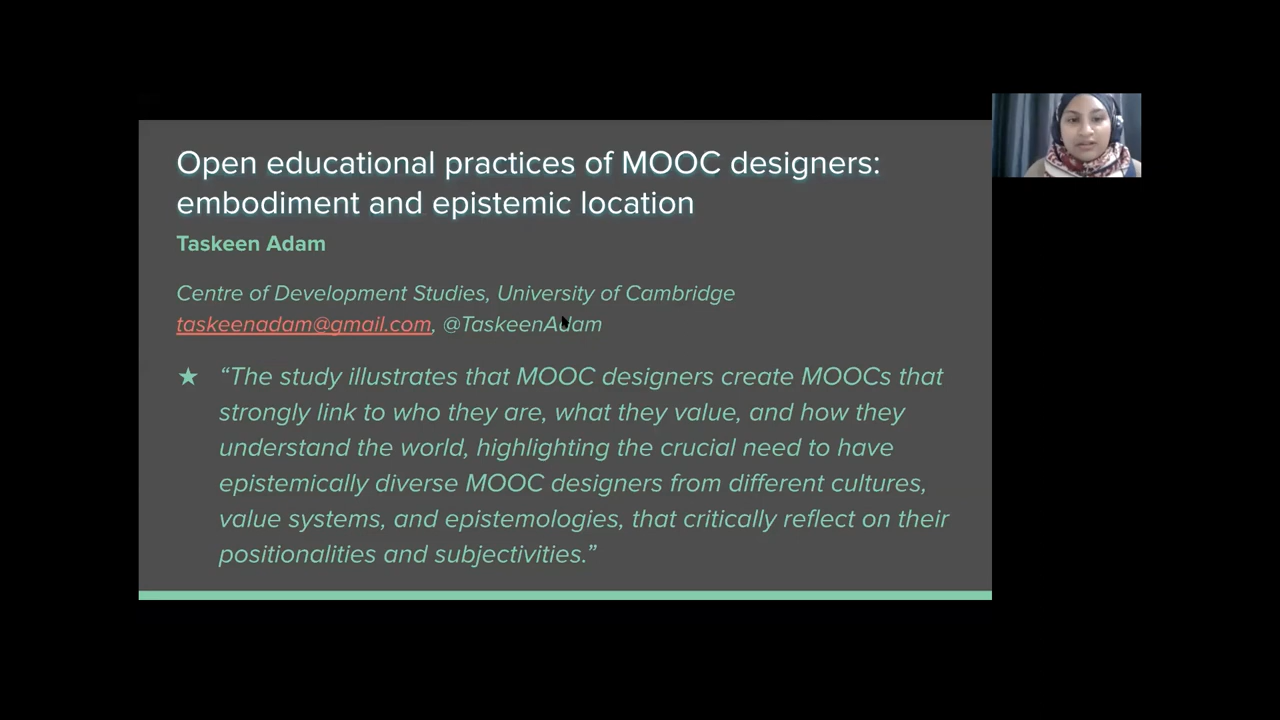 Open educational practices of MOOC designers:
embodiment and epistemic location
Taskeen Adam
Centre of Development Studies, University of Cambridge
taskeenadam@gmail.com, @TaskeenAdam
★ “The study illustrates that MOOC designers create MOOCs that
strongly link to who they are, what they value, and how they
understand the world, highlighting the crucial need to have
epistemically diverse MOOC designers from different cultures,
value systems, and epistemologies, that critically reflect on their
positionalities and subjectivities.”